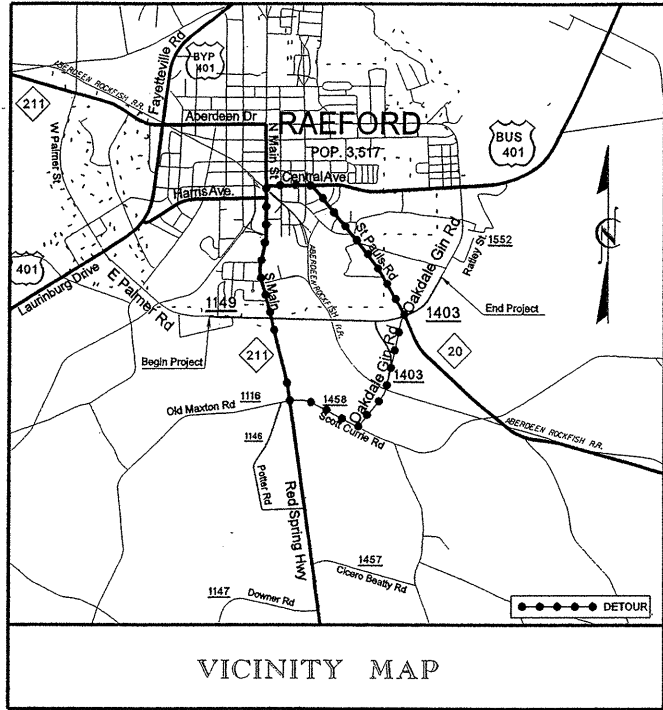 Fayetteville Rd
BYP
401
ABERDEEN ROCKFISH R.R.
211
Aberdeen Dr
N Main St
RAEFORD
POP. 3,517
BUS
401
W Palmer St.
Central Ave.
Harris Ave.
St Pauls Rd
Oakdale Gin Rd
Ratley St.
1552
401
Laurinburg Drive
E Palmer Rd
S Main
ABERDEEN ROCKFISH R.R.
1149
1403
End Project
Begin Project
211
20
Oakdale Gin Rd
1403
1116
1458
Old Maxton Rd
Scott Currie Rd
ABERDEEN ROCKFISH R.R.
1146
Potter Rd
Red Spring Hwy
1457
Cicero Beatty Rd
1147
Downer Rd
DETOUR
VICINITY MAP